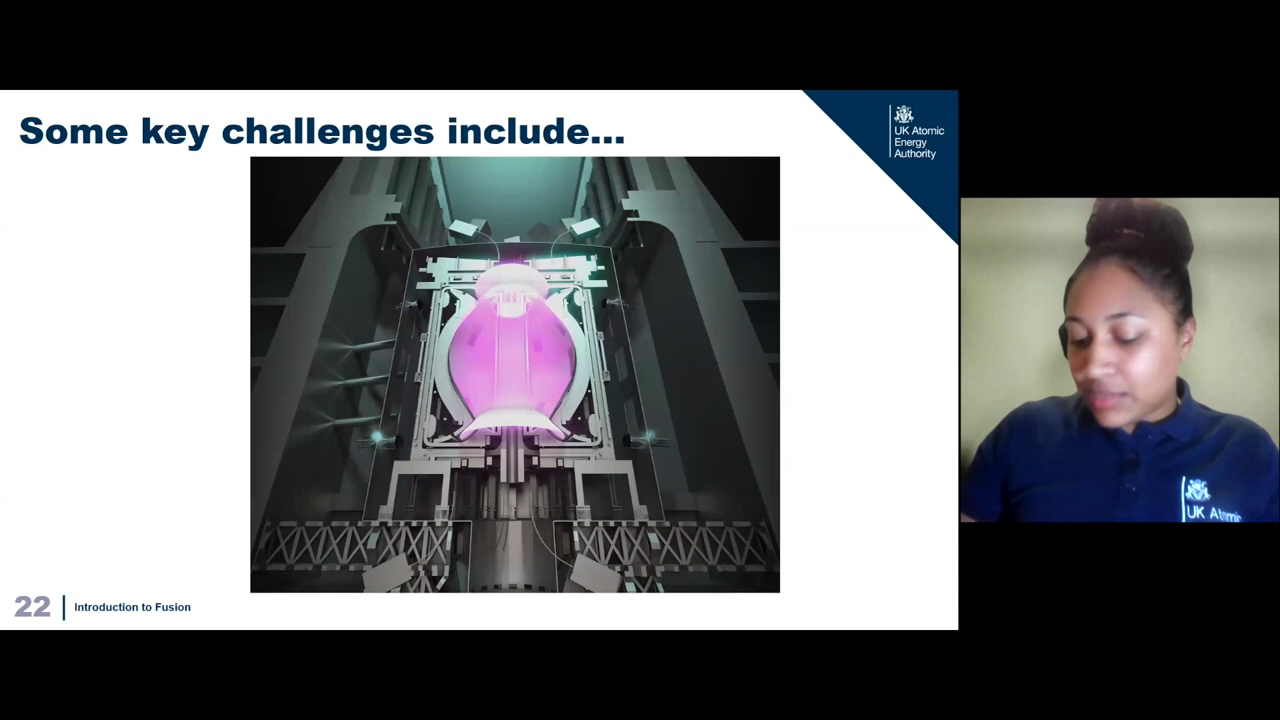 Some key challenges include...
UK Atomic
Energy
Authority
22
Introduction to Fusion
UK Atomic